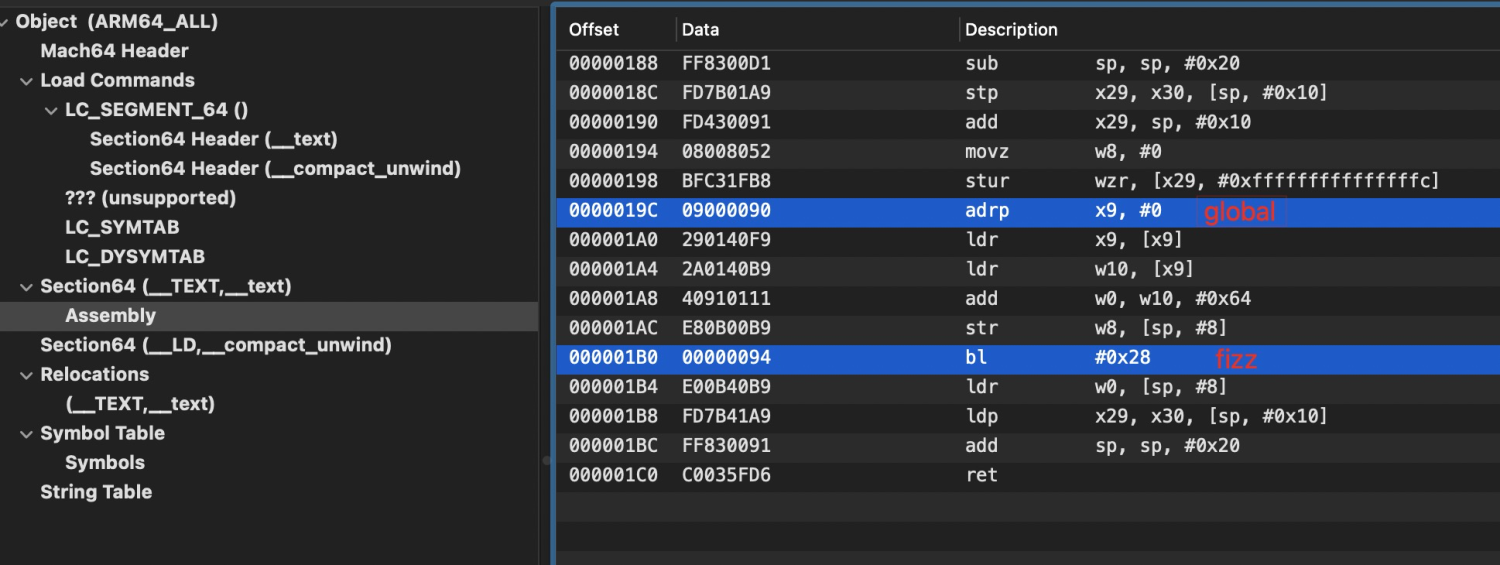 Object (ARM64_ALL)
Mach64 Header
Load Commands
LC_SEGMENT_64 ()
Section64 Header (__text)
Section64 Header (__compact_unwind)
??? (unsupported)
LC_SYMTAB
LC_DYSYMTAB
Section64 (__TEXT,__text)
Assembly
Section64 (__LD,__compact_unwind)
Relocations
(__TEXT,__text)
Symbol Table
Symbols
String Table
Offset Data Description
00000188 FF8300D1 sub sp, sp, #0x20
0000018C FD7B01A9 stp x29, x30, [sp, #0x10]
00000190 FD430091 add x29, sp, #0x10
00000194 08008052 movz w8, #0
00000198 BFC31FB8 stur wzr, [x29, #0xfffffffffffffffc]
0000019C 09000090 adrp x9, #0 global
000001A0 290140F9 ldr x9, [x9]
000001A4 2A0140B9 ldr w10, [x9]
000001A8 40910111 add w0, w10, #0x64
000001AC E80B00B9 str w8, [sp, #8]
000001B0 00000094 bl #0x28 fizz
000001B4 E00B40B9 ldr w0, [sp, #8]
000001B8 FD7B41A9 ldp x29, x30, [sp, #0x10]
000001BC FF830091 add sp, sp, #0x20
000001C0 C0035FD6 ret